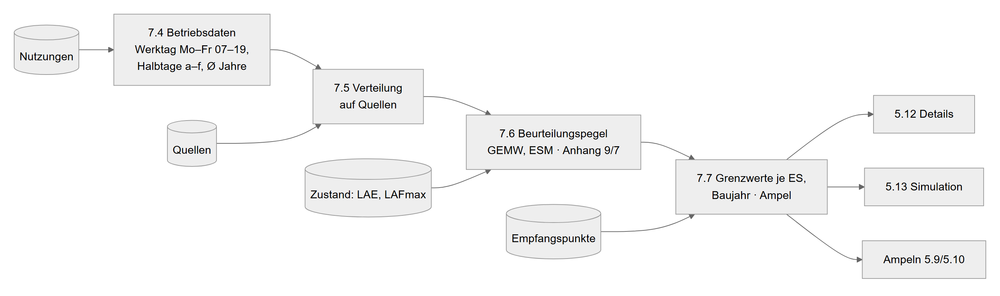 Nutzungen
7.4 Betriebsdaten
Werktag Mo–Fr 07–19,
Halbtage a–f, Ø Jahre
7.5 Verteilung
auf Quellen
Quellen
7.6 Beurteilungspegel
GEMW, ESM · Anhang 9/7
Zustand: LAE, LAFmax
7.7 Grenzwerte je ES,
Baujahr · Ampel
Empfangspunkte
5.12 Details
5.13 Simulation
Ampeln 5.9/5.10